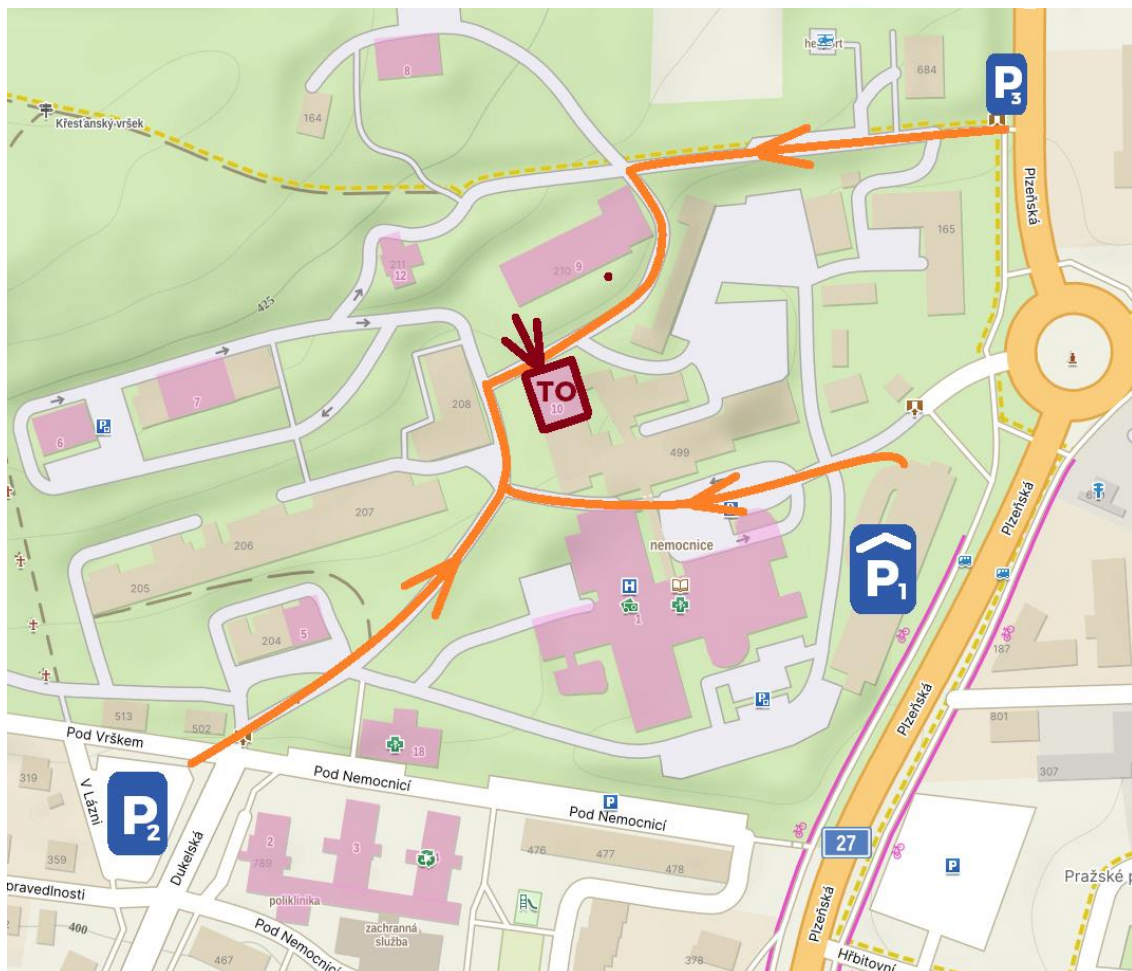 8
684
P3
164
Křesťanský vršek
Plzeňská
165
211
12
210
9
425
TO
10
7
6
208
499
207
206
205
nemocnice
P
P1
H
1
204
5
187
Plzeňská
513
502
Pod Vrškem
18
801
Plzeňská
319
V Lázni
P2
Pod Nemocnicí
P
Pod Nemocnicí
307
Dukelská
2
3
789
476
477
478
27
359
P
Pražské p
pravedlnosti
poliklinika
400
zachranná
služba
Pod Nemocnicí
467
378
Plzeňská
Hřbitovní